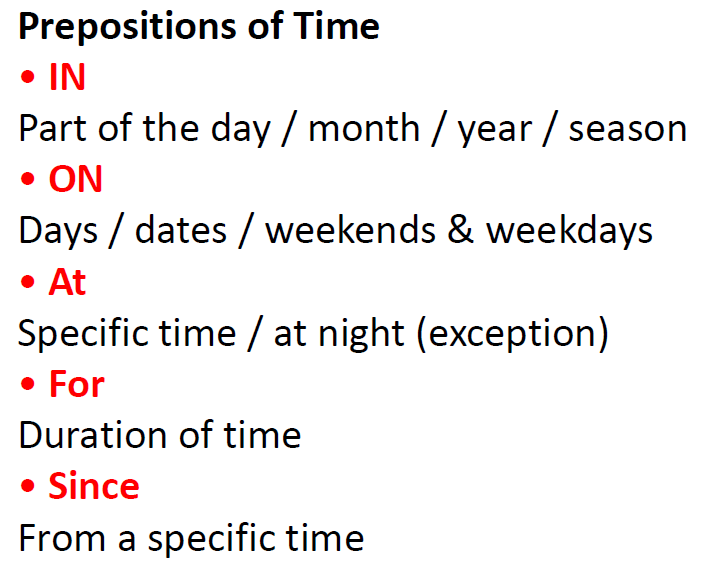 Prepositions of Time
• IN
Part of the day / month / year / season
• ON
Days / dates / weekends & weekdays
• At
Specific time / at night (exception)
• For
Duration of time
• Since
From a specific time